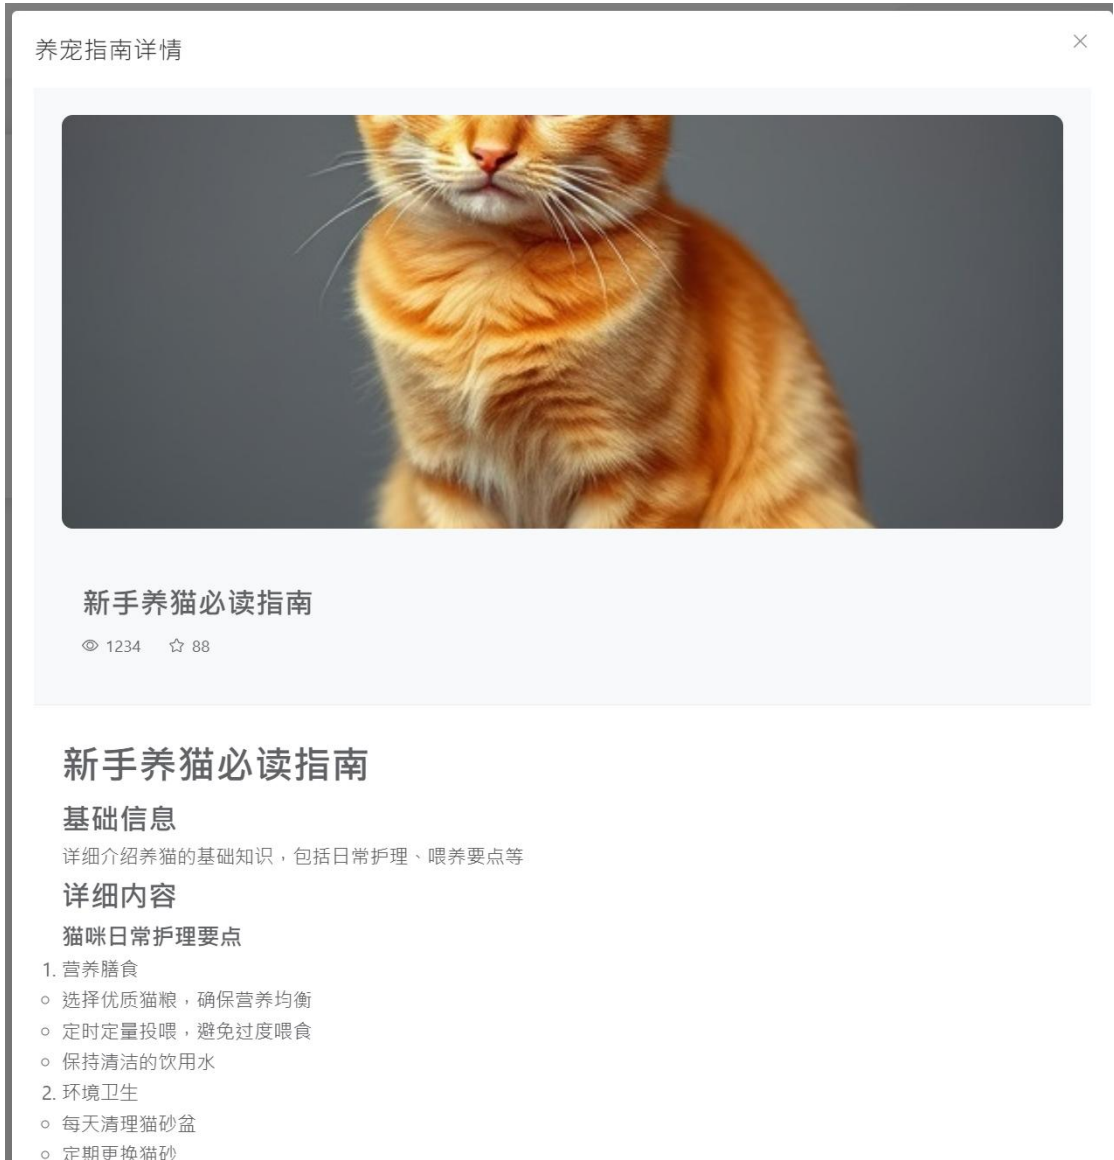 养宠指南详情
新手养猫必读指南
1234 88
新手养猫必读指南
基础信息
详细介绍养猫的基础知识，包括日常护理、喂养要点等
详细内容
猫咪日常护理要点
1. 营养膳食
选择优质猫粮，确保营养均衡
定时定量投喂，避免过度喂食
保持清洁的饮用水
2. 环境卫生
每天清理猫砂盆
定期更换猫砂